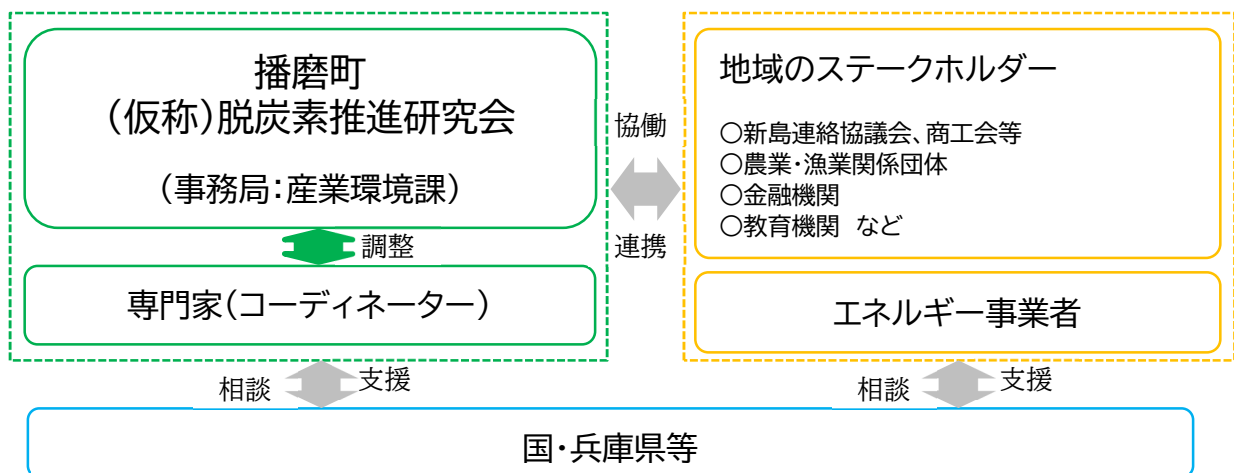 播磨町
(仮称)脱炭素推進研究会
(事務局:産業環境課)
調整
専門家(コーディネーター)
協働
連携
地域のステークホルダー
○新島連絡協議会、商工会等
○農業・漁業関係団体
○金融機関
○教育機関 など
エネルギー事業者
相談
支援
相談
支援
国・兵庫県等